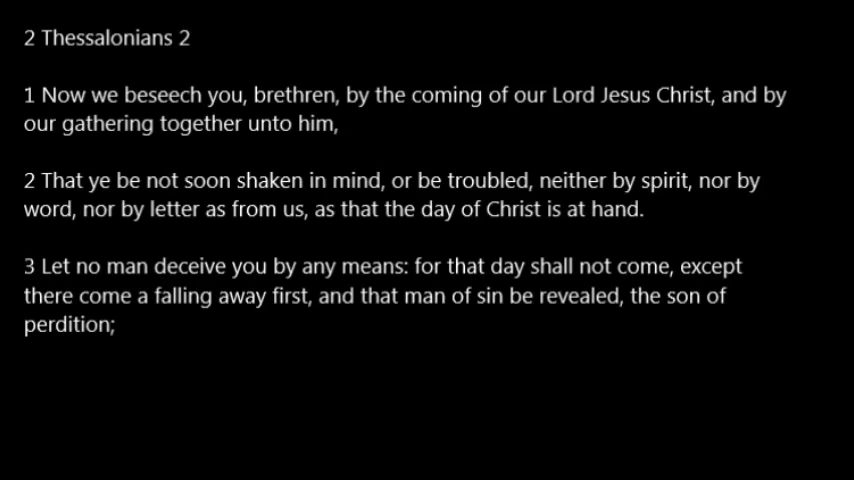 2 Thessalonians 2
1 Now we beseech you, brethren, by the coming of our Lord Jesus Christ, and by
our gathering together unto him,
2 That ye be not soon shaken in mind, or be troubled, neither by spirit, nor by
word, nor by letter as from us, as that the day of Christ is at hand.
3 Let no man deceive you by any means: for that day shall not come, except
there come a falling away first, and that man of sin be revealed, the son of
perdition;